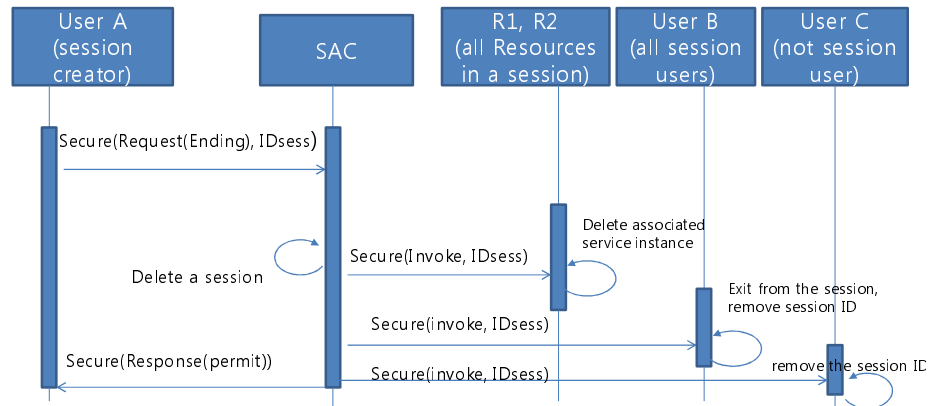 User A
(session
creator)
SAC
R1, R2
(all Resources
in a session)
User B
(all session
users)
User C
(not session
user)
Secure(Request(Ending), IDsess)
Delete associated
service instance
Secure(Invoke, IDsess)
Delete a session
Exit from the session,
remove session ID
Secure(invoke, IDsess)
Secure(Response(permit))
Secure(invoke, IDsess)
remove the session ID